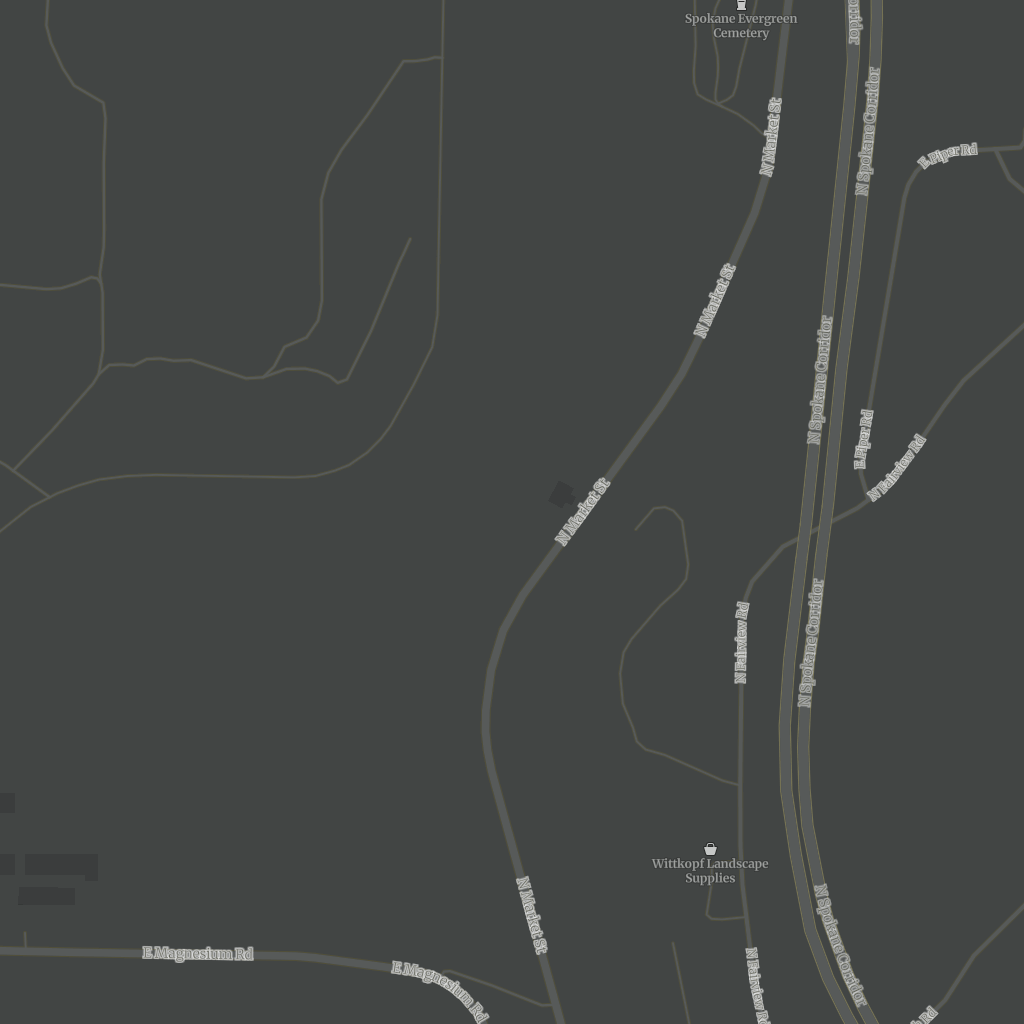 Spokane Evergreen
Cemetery
N Market St
N Spokane Corridor
E Piper Rd
N Market St
N Spokane Corridor
E Piper Rd
N Fairview Rd
N Market St
N Spokane Corridor
N Fairview Rd
Wittkopf Landscape
Supplies
N Market St
N Spokane Corridor
E Magnesium Rd
E Magnesium Rd
N Fairview Rd
Rd